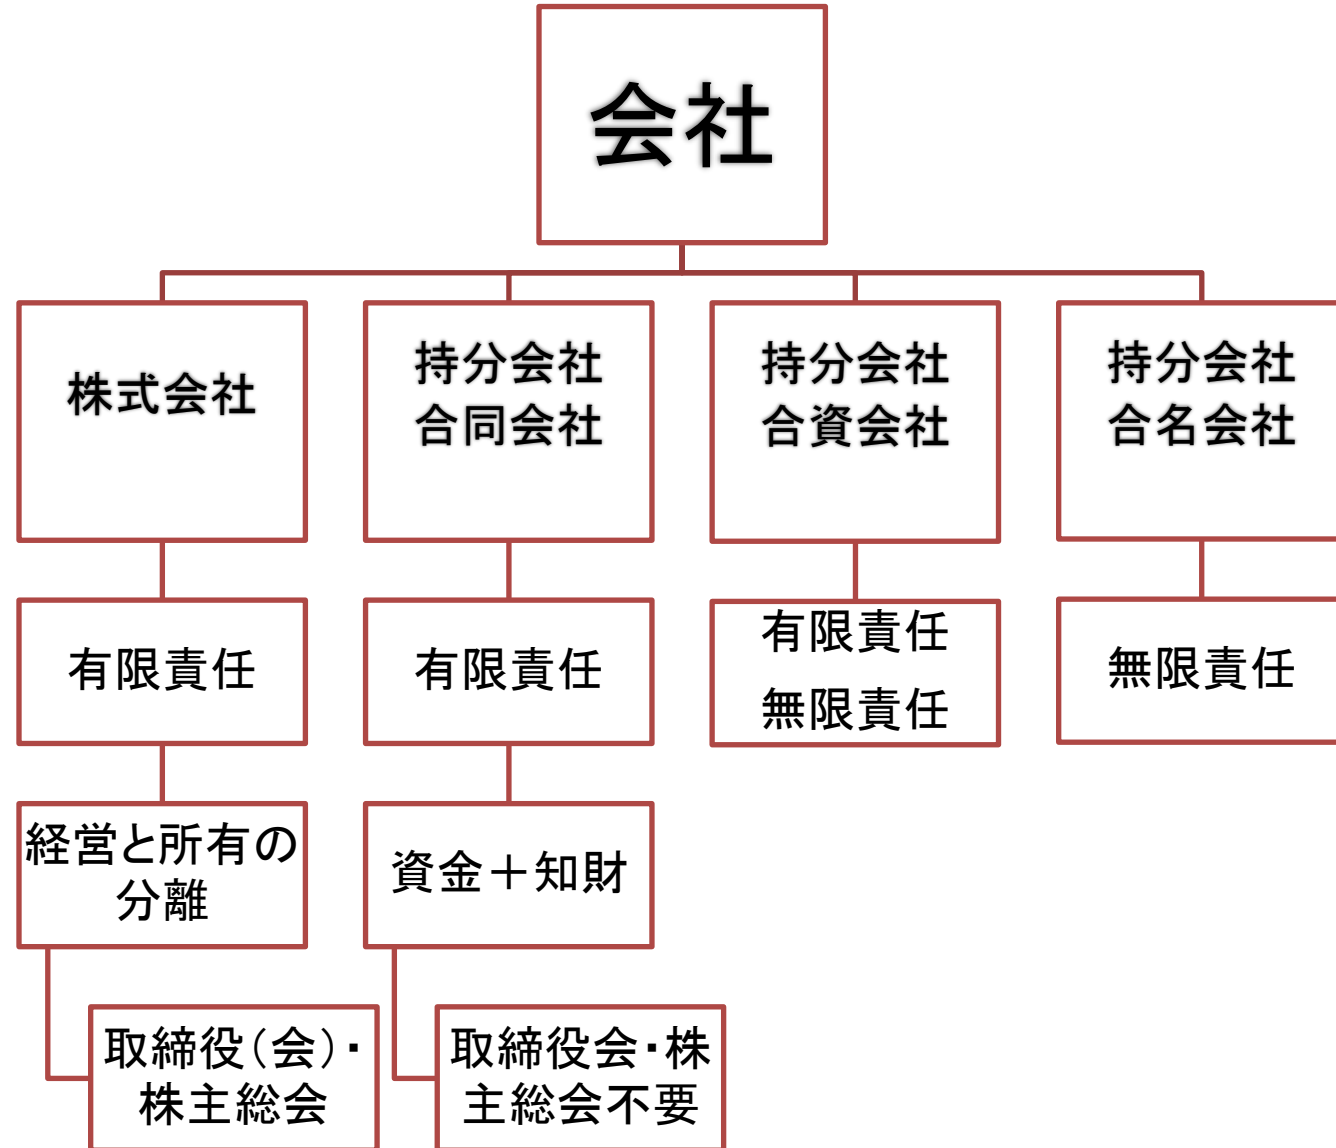 会社
株式会社
持分会社
合同会社
持分会社
合資会社
持分会社
合名会社
有限責任
有限責任
有限責任
無限責任
無限責任
経営と所有の
分離
資金＋知財
取締役（会）・
株主総会
取締役会・株
主総会不要